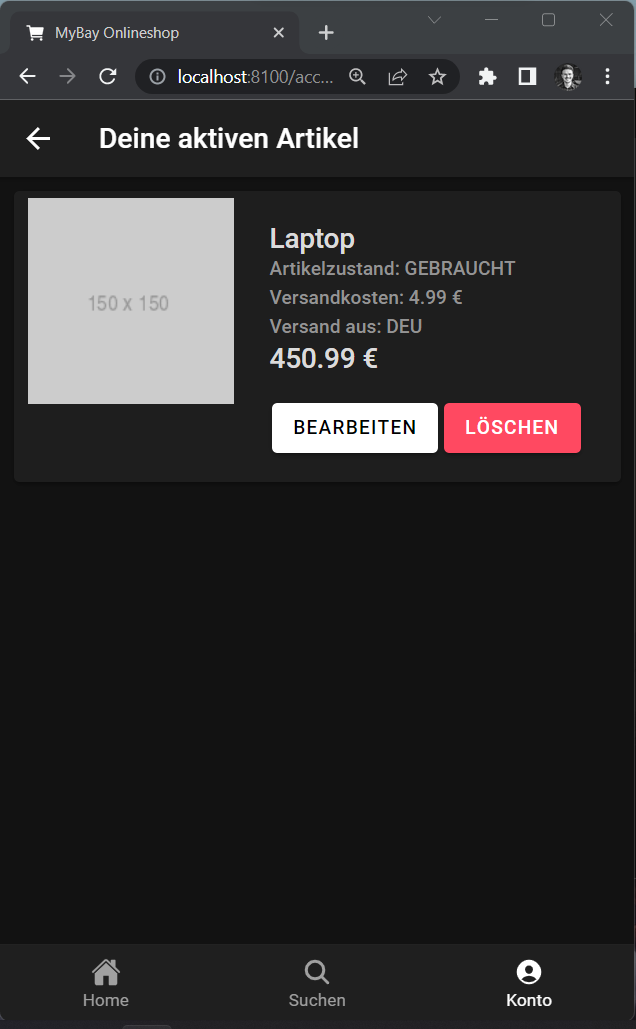 MyBay Onlineshop
localhost:8100/acc...
Deine aktiven Artikel
150 x 150
Laptop
Artikelzustand: GEBRAUCHT
Versandkosten: 4.99 €
Versand aus: DEU
450.99 €
BEARBEITEN LÖSCHEN
Home Suchen Konto